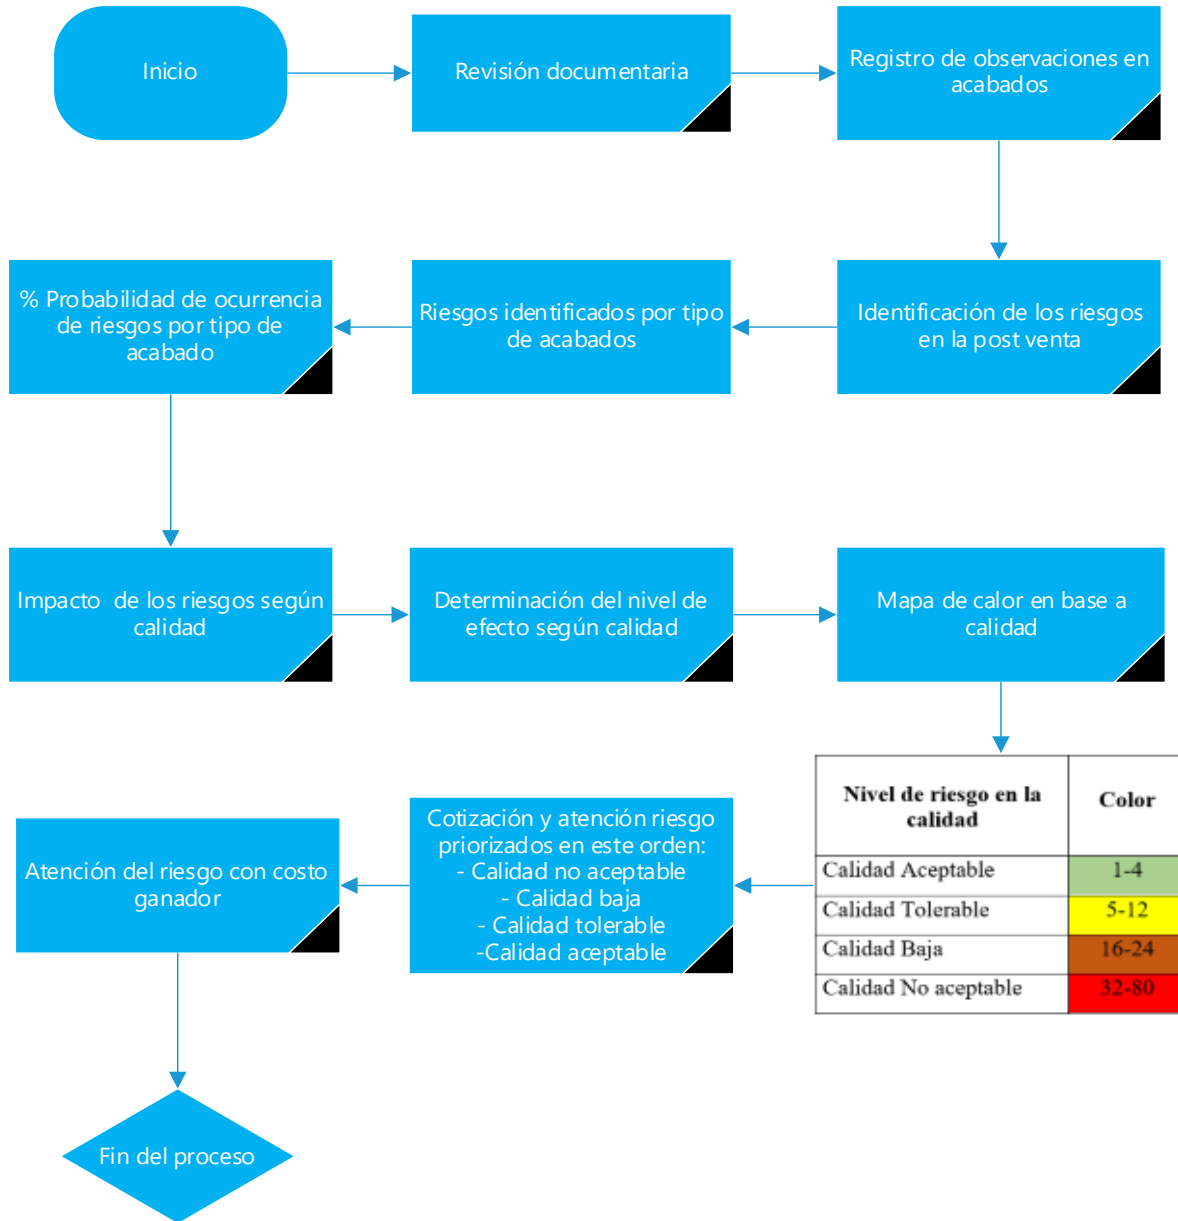 Inicio
Revisión documentaria
Registro de observaciones en
acabados
Identificación de los riesgos
en la post venta
Riesgos identificados por tipo
de acabados
% Probabilidad de ocurrencia
de riesgos por tipo de
acabado
Impacto de los riesgos según
calidad
Determinación del nivel de
efecto según calidad
Mapa de calor en base a
calidad
Nivel de riesgo en la
calidad
Color
Calidad Aceptable
1-4
Calidad Tolerable
5-12
Calidad Baja
16-24
Calidad No aceptable
32-80
Cotización y atención riesgo
priorizados en este orden:
- Calidad no aceptable
- Calidad baja
- Calidad tolerable
-Calidad aceptable
Atención del riesgo con costo
ganador
Fin del proceso